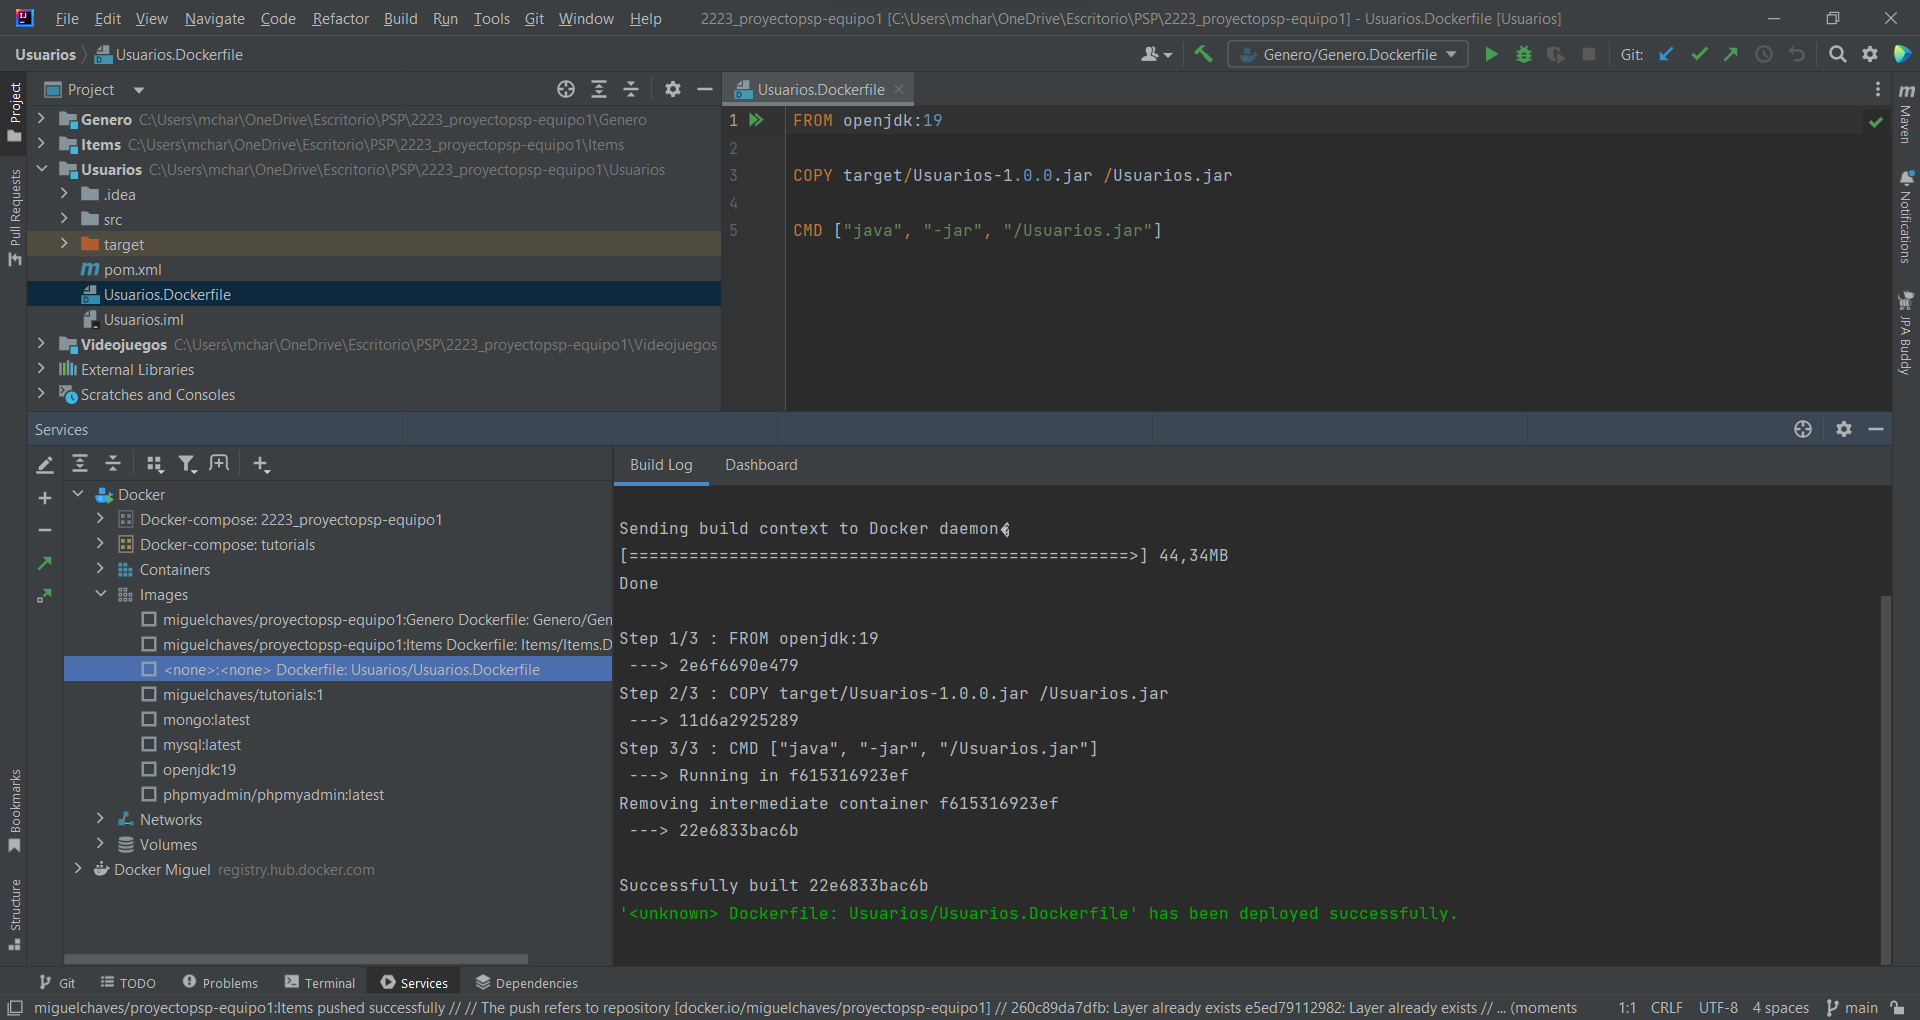 File Edit View Navigate Code Refactor Build Run Tools Git Window Help 2223_proyectopsp-equipo1 [C:\Users\mchar\OneDrive\Escritorio\PSP\2223_proyectopsp-equipo1] - Usuarios.Dockerfile [Usuarios]
Usuarios Usuarios.Dockerfile Genero/Genero.Dockerfile Git:
Project
Usuarios.Dockerfile
Genero C:\Users\mchar\OneDrive\Escritorio\PSP\2223_proyectopsp-equipo1\Genero
Items C:\Users\mchar\OneDrive\Escritorio\PSP\2223_proyectopsp-equipo1\Items
Usuarios C:\Users\mchar\OneDrive\Escritorio\PSP\2223_proyectopsp-equipo1\Usuarios
.idea
src
target
pom.xml
Usuarios.Dockerfile
Usuarios.iml
Videojuegos C:\Users\mchar\OneDrive\Escritorio\PSP\2223_proyectopsp-equipo1\Videojuegos
External Libraries
Scratches and Consoles
1 FROM openjdk:19
2
3 COPY target/Usuarios-1.0.0.jar /Usuarios.jar
4
5 CMD ["java", "-jar", "/Usuarios.jar"]
Project
Pull Requests
Bookmarks
Structure
Maven
Notifications
JPA Buddy
Services
Docker
Docker-compose: 2223_proyectopsp-equipo1
Docker-compose: tutorials
Containers
Images
miguelchaves/proyectopsp-equipo1:Genero Dockerfile: Genero/Gen
miguelchaves/proyectopsp-equipo1:Items Dockerfile: Items/Items.D
<none>:<none> Dockerfile: Usuarios/Usuarios.Dockerfile
miguelchaves/tutorials:1
mongo:latest
mysql:latest
openjdk:19
phpmyadmin/phpmyadmin:latest
Networks
Volumes
Docker Miguel registry.hub.docker.com
Build Log Dashboard
Sending build context to Docker daemon�
[==================================================>] 44,34MB
Done
Step 1/3 : FROM openjdk:19
---> 2e6f6690e479
Step 2/3 : COPY target/Usuarios-1.0.0.jar /Usuarios.jar
---> 11d6a2925289
Step 3/3 : CMD ["java", "-jar", "/Usuarios.jar"]
---> Running in f615316923ef
Removing intermediate container f615316923ef
---> 22e6833bac6b
Successfully built 22e6833bac6b
'<unknown> Dockerfile: Usuarios/Usuarios.Dockerfile' has been deployed successfully.
Git TODO Problems Terminal Services Dependencies
miguelchaves/proyectopsp-equipo1:Items pushed successfully // // The push refers to repository [docker.io/miguelchaves/proyectopsp-equipo1] // 260c89da7dfb: Layer already exists e5ed79112982: Layer already exists // ... (moments 1:1 CRLF UTF-8 4 spaces main